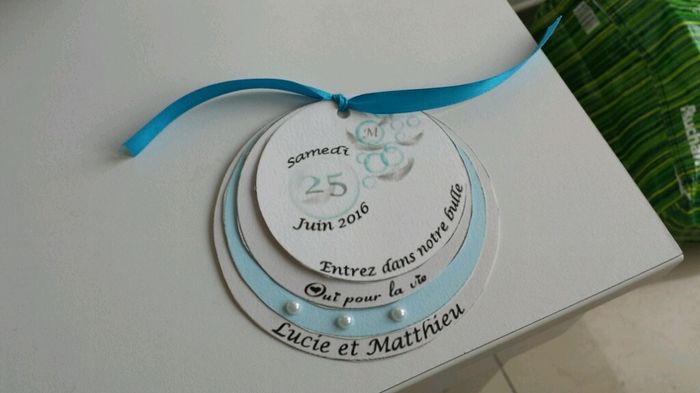 M
Samedi
25
Juin 2016
Entrez dans notre bulle
Oui pour la vie
Lucie et Matthieu